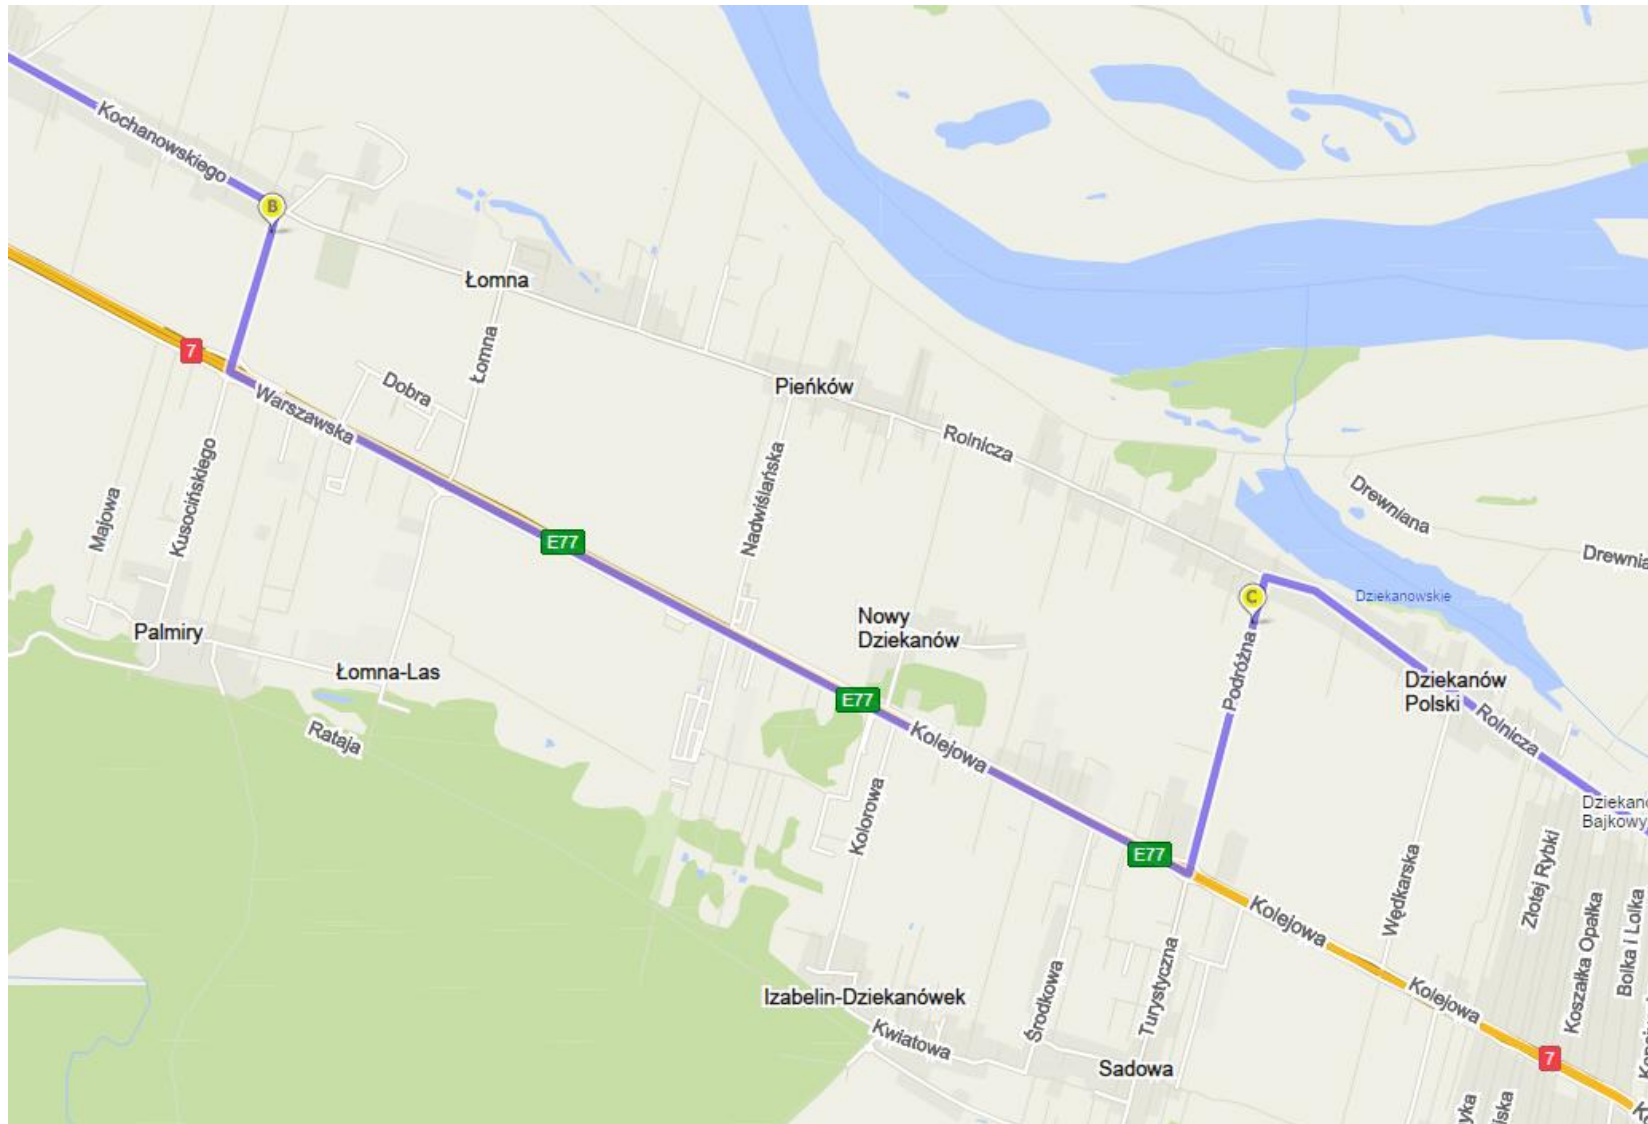 Kochanowskiego
B
Łomna
7
Łomna
Dobra
Pieńków
Warszawska
Rolnicza
Kusocińskiego
Nadwiślańska
Majowa
Drewniana
E77
Dziekanowskie
C
Nowy
Dziekanów
Palmiry
Łomna-Las
Podróżna
Dziekanów
Polski
E77
Rolnicza
Rataja
Kolejowa
Kolorowa
E77
Bajkowy
Złotej Rybki
Wędkarska
Kolejowa
Koszałka Opałka
Bolka i Lolka
Turystyczna
Środkowa
Izabelin-Dziekanówek
Kolejowa
Kwiatowa
Sadowa
7